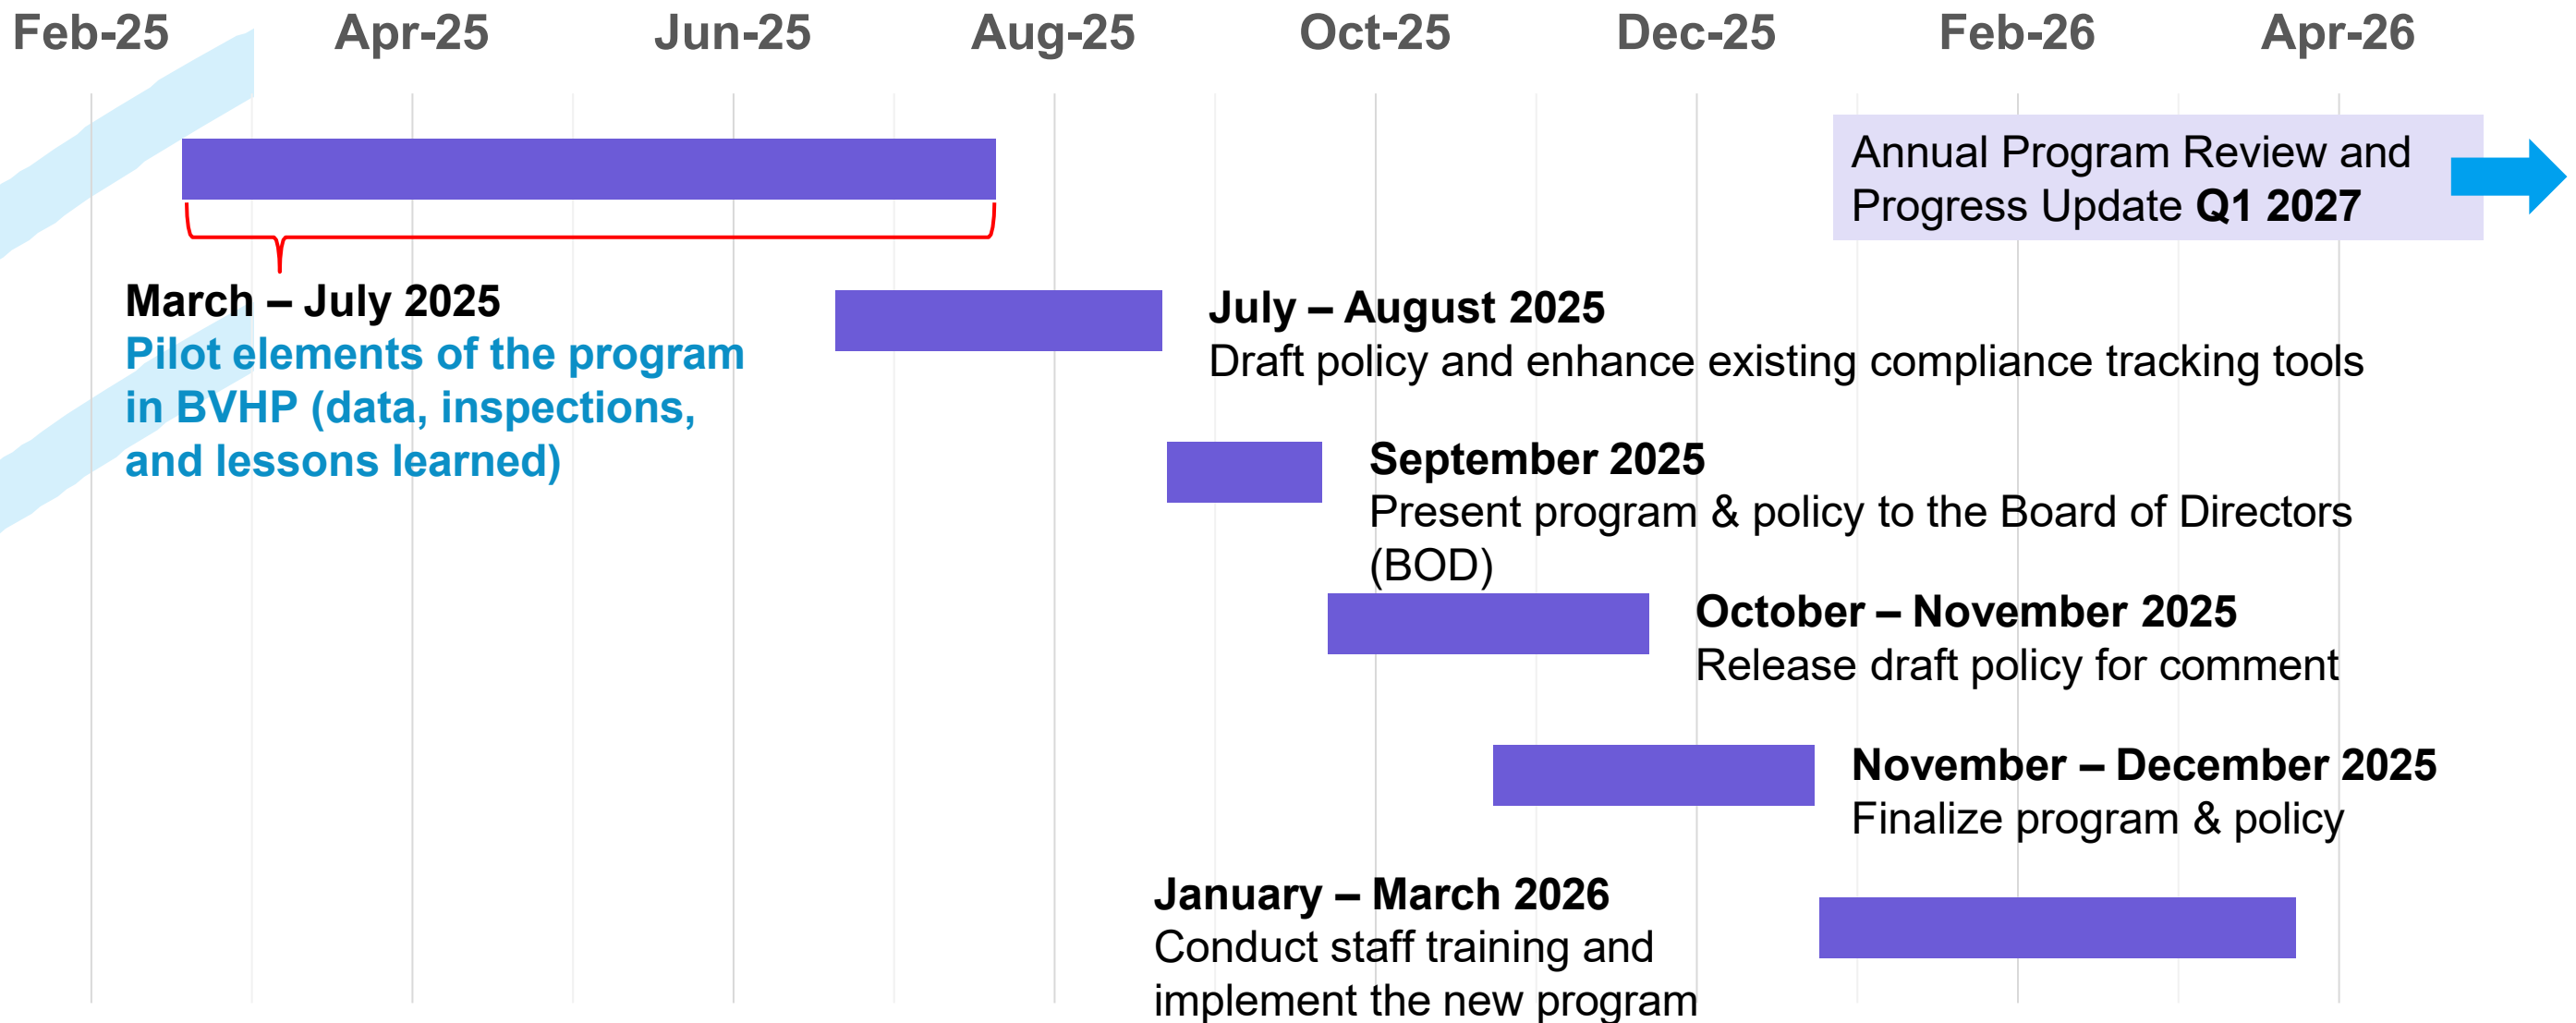 Feb-25 Apr-25 Jun-25 Aug-25 Oct-25 Dec-25 Feb-26 Apr-26
Annual Program Review and
Progress Update Q1 2027
March – July 2025
Pilot elements of the program
in BVHP (data, inspections,
and lessons learned)
July – August 2025
Draft policy and enhance existing compliance tracking tools
September 2025
Present program & policy to the Board of Directors
(BOD)
October – November 2025
Release draft policy for comment
November – December 2025
Finalize program & policy
January – March 2026
Conduct staff training and
implement the new program